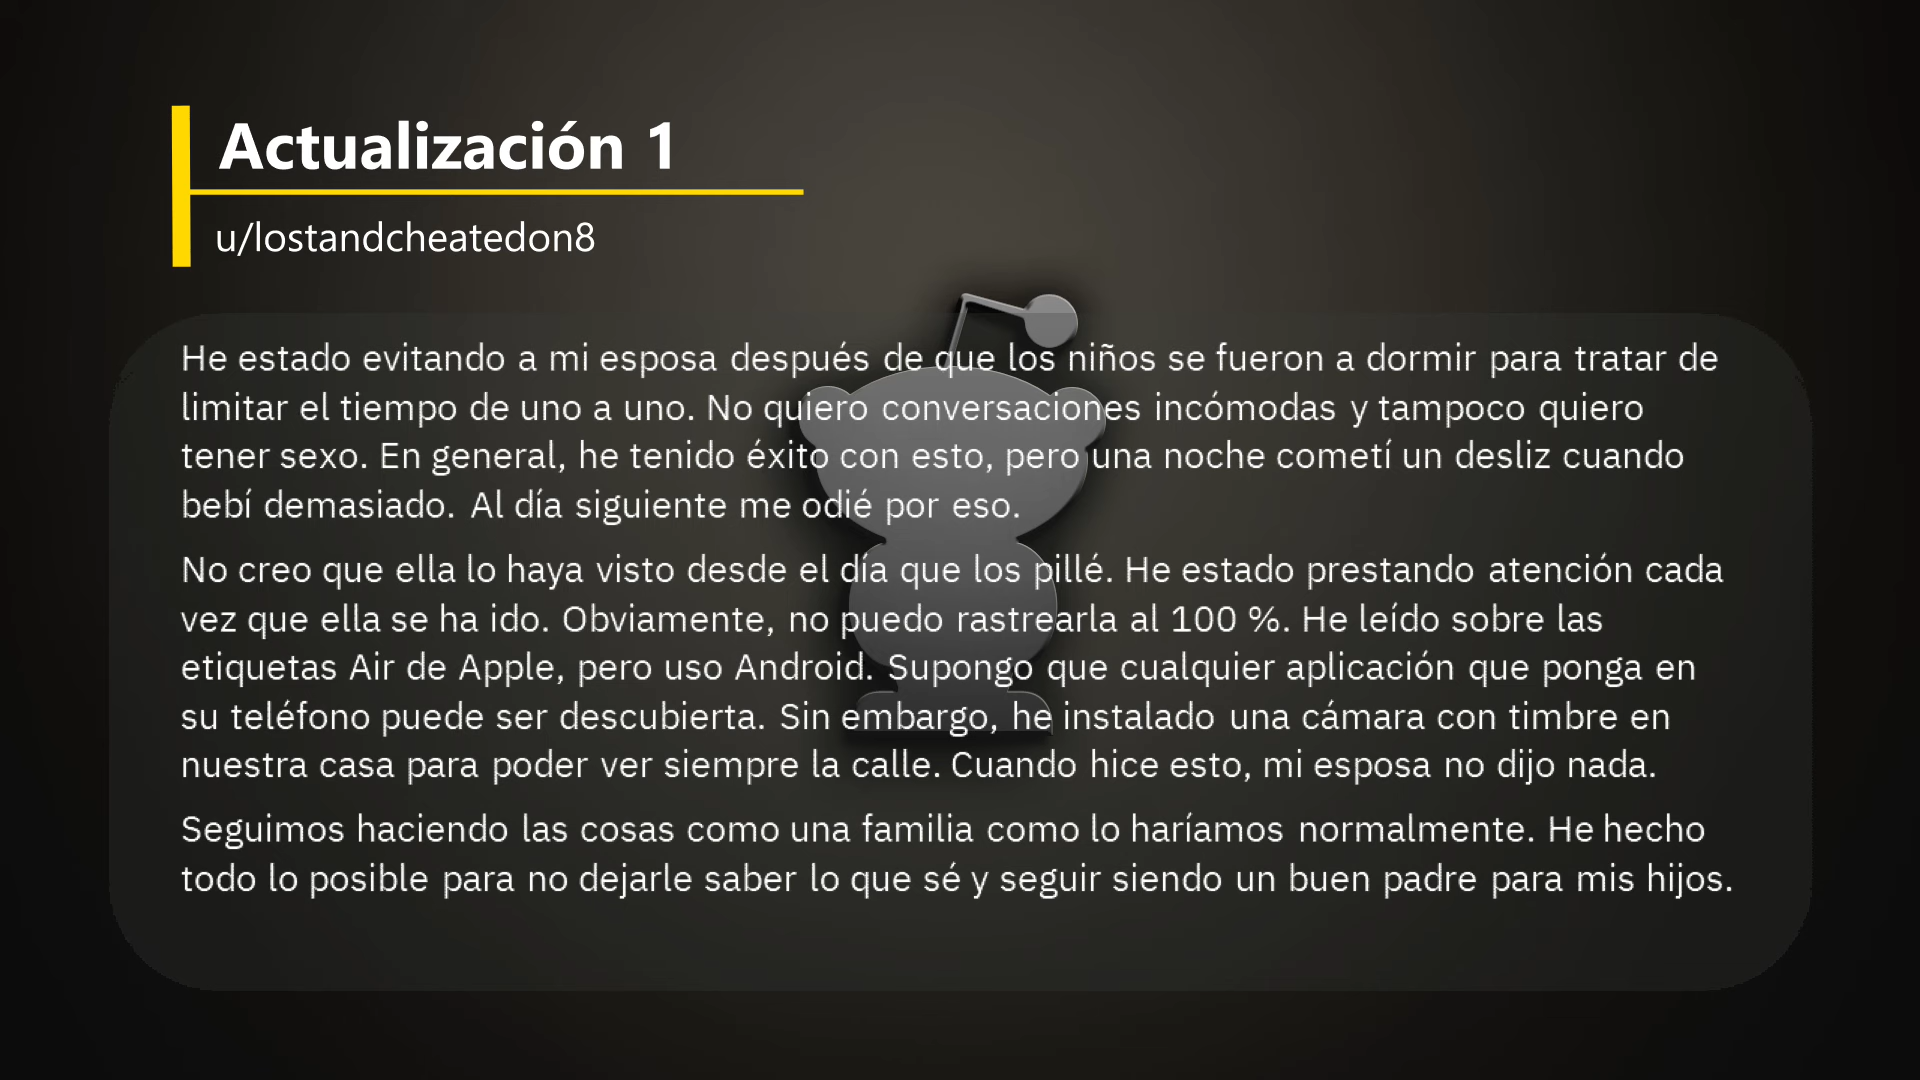 Actualización 1
u/lostandcheatedon8
He estado evitando a mi esposa después de que los niños se fueron a dormir para tratar de
limitar el tiempo de uno a uno. No quiero conversaciones incómodas y tampoco quiero
tener sexo. En general, he tenido éxito con esto, pero una noche cometí un desliz cuando
bebí demasiado. Al día siguiente me odié por eso.
No creo que ella lo haya visto desde el día que los pillé. He estado prestando atención cada
vez que ella se ha ido. Obviamente, no puedo rastrearla al 100 %. He leído sobre las
etiquetas Air de Apple, pero uso Android. Supongo que cualquier aplicación que ponga en
su teléfono puede ser descubierta. Sin embargo, he instalado una cámara con timbre en
nuestra casa para poder ver siempre la calle. Cuando hice esto, mi esposa no dijo nada.
Seguimos haciendo las cosas como una familia como lo haríamos normalmente. He hecho
todo lo posible para no dejarle saber lo que sé y seguir siendo un buen padre para mis hijos.